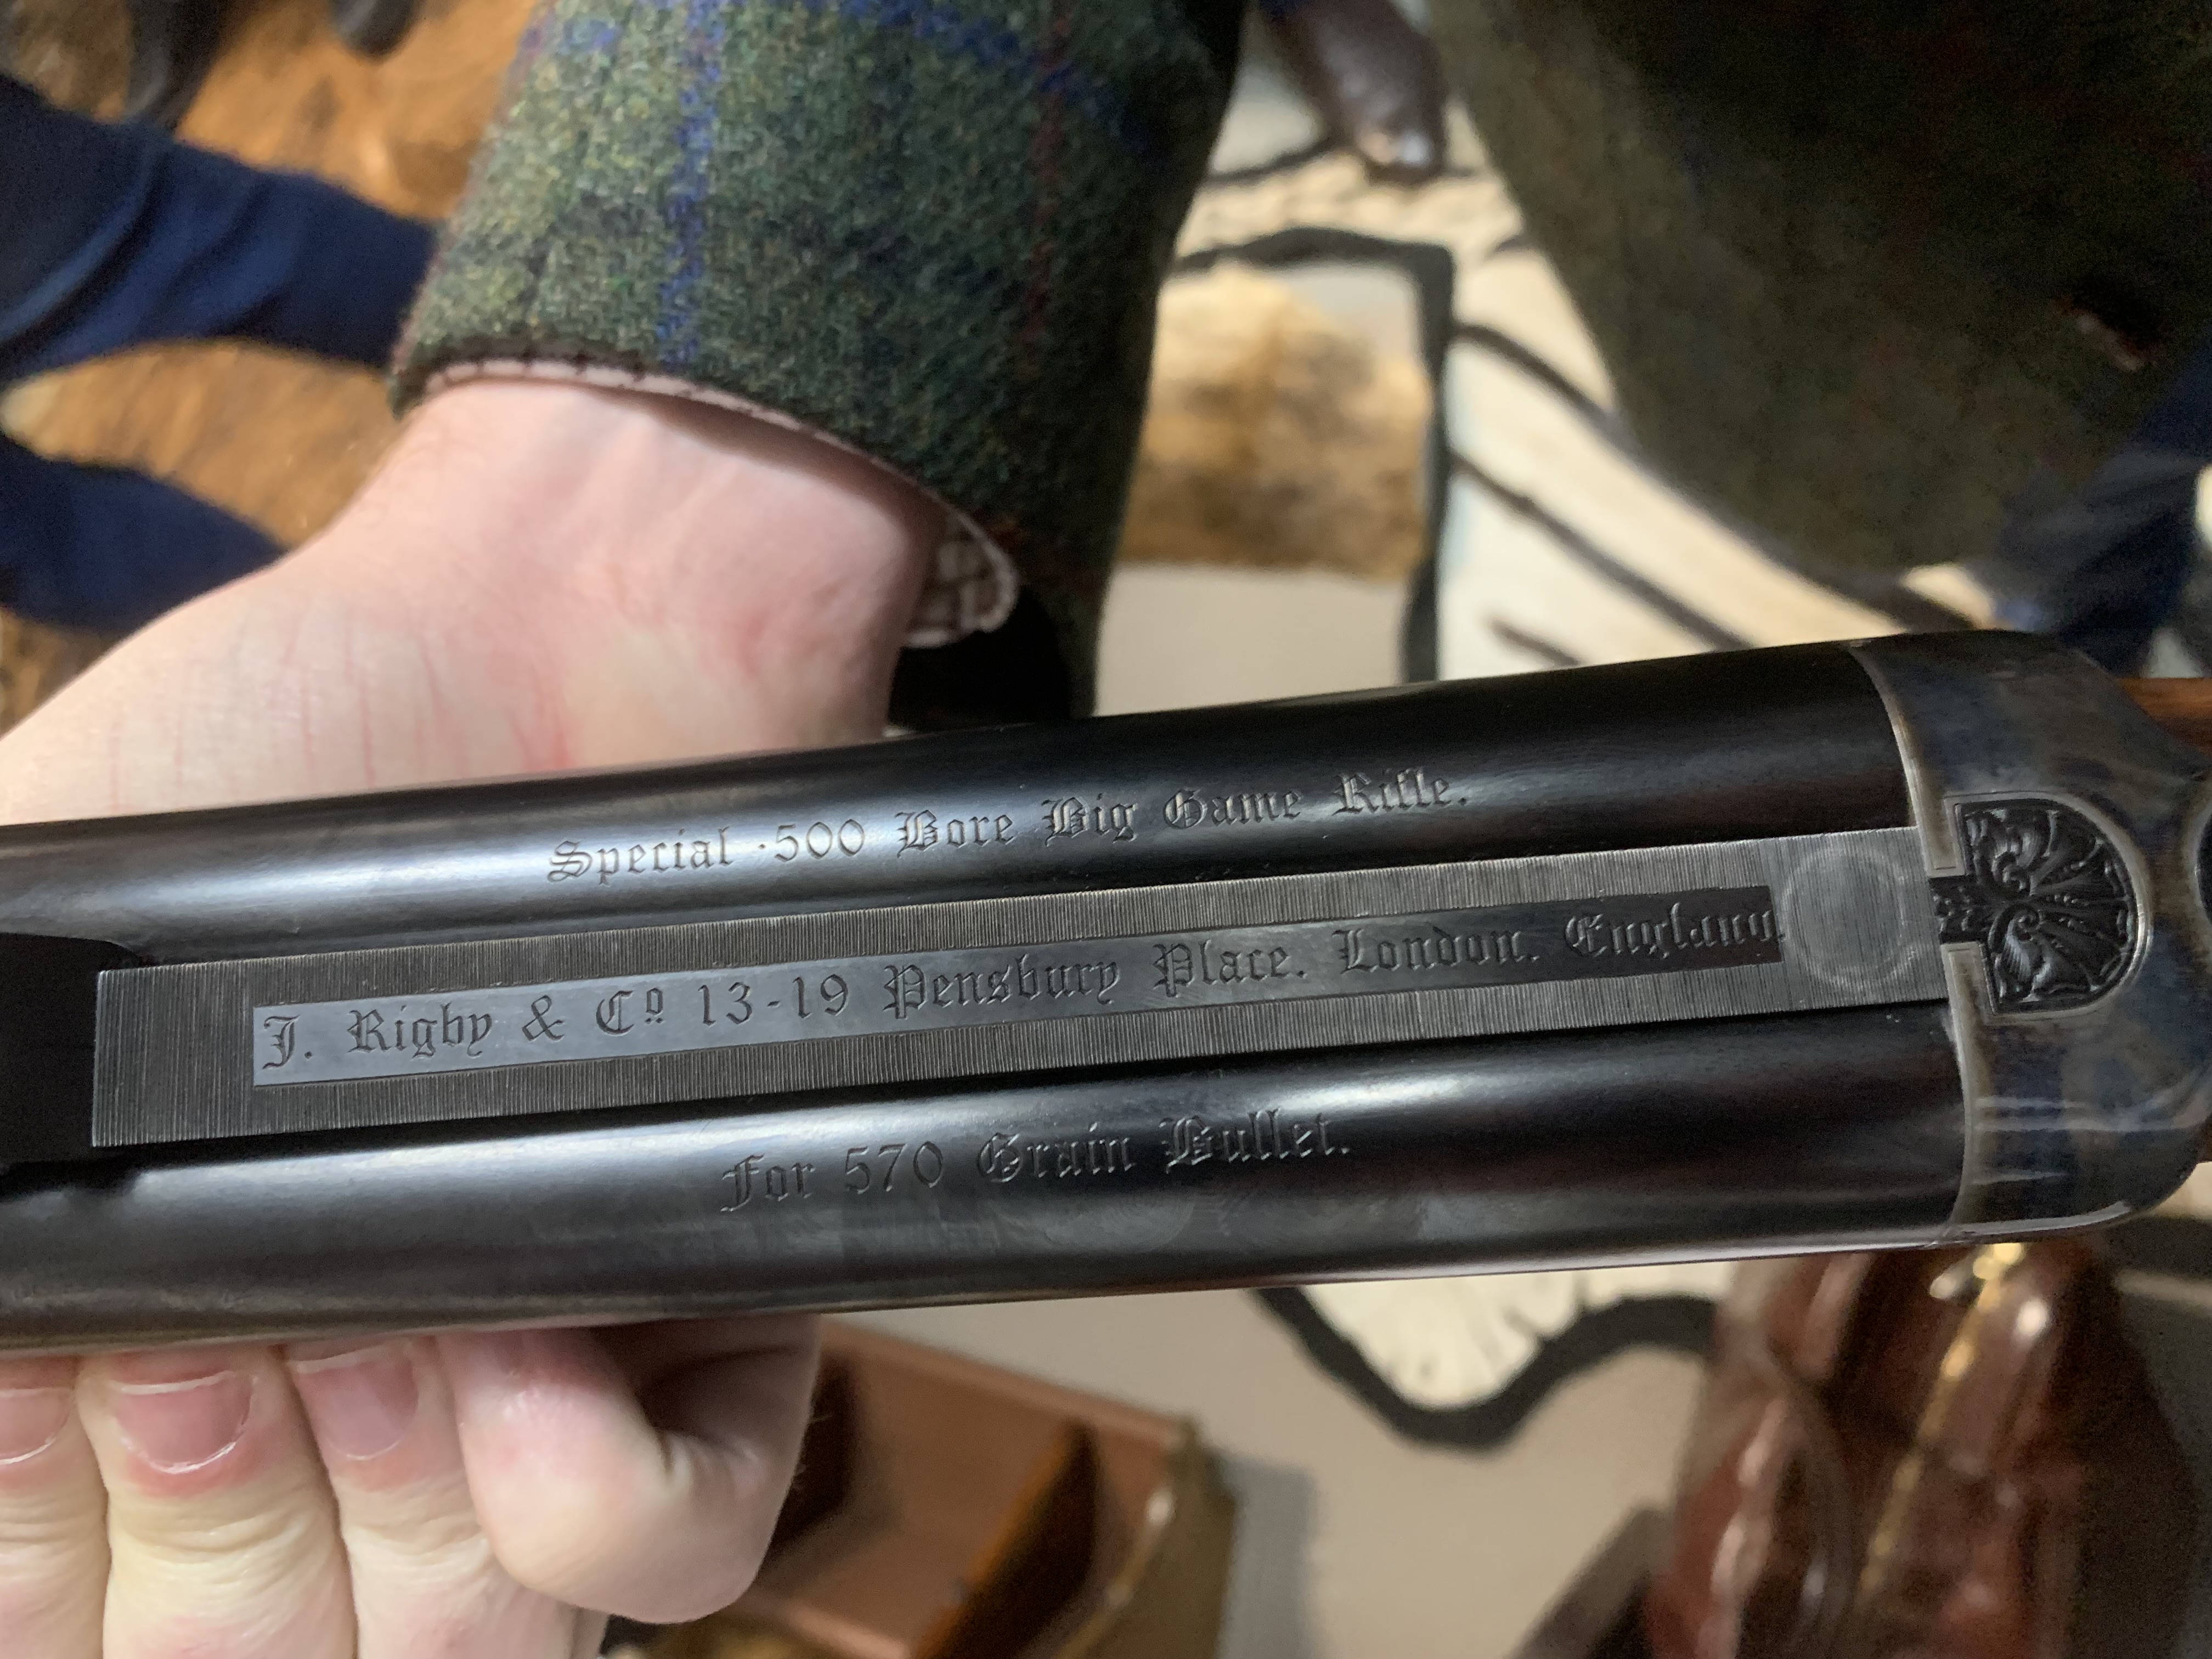 Special ·500 Bore Big Game Rifle.
J. Rigby & Cº 13-19 Pensbury Place. London. England.
For 570 Grain Bullet.